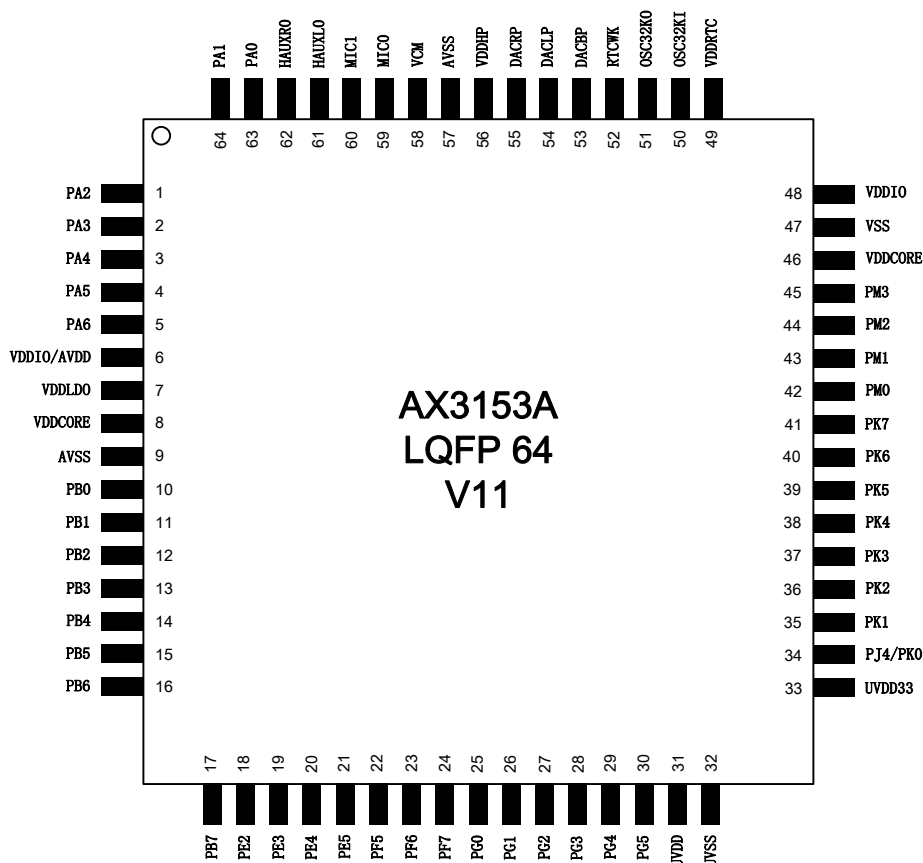 PA1 PA0 HAUXR0 HAUXL0 MIC1 MIC0 VCM AVSS VDDHP DACRP DACLP DACBP RTCWK OSC32KO OSC32KI VDDRTC
64 63 62 61 60 59 58 57 56 55 54 53 52 51 50 49
PA2 1 48 VDDIO
PA3 2 47 VSS
PA4 3 46 VDDCORE
PA5 4 45 PM3
PA6 5 44 PM2
VDDIO/AVDD 6 43 PM1
VDDLDO 7 42 PM0
VDDCORE 8 41 PK7
AVSS 9 40 PK6
PB0 10 39 PK5
PB1 11 38 PK4
PB2 12 37 PK3
PB3 13 36 PK2
PB4 14 35 PK1
PB5 15 34 PJ4/PK0
PB6 16 33 UVDD33
AX3153A
LQFP 64
V11
17 18 19 20 21 22 23 24 25 26 27 28 29 30 31 32
PB7 PE2 PE3 PE4 PE5 PF5 PF6 PF7 PG0 PG1 PG2 PG3 PG4 PG5 UVDD UVSS